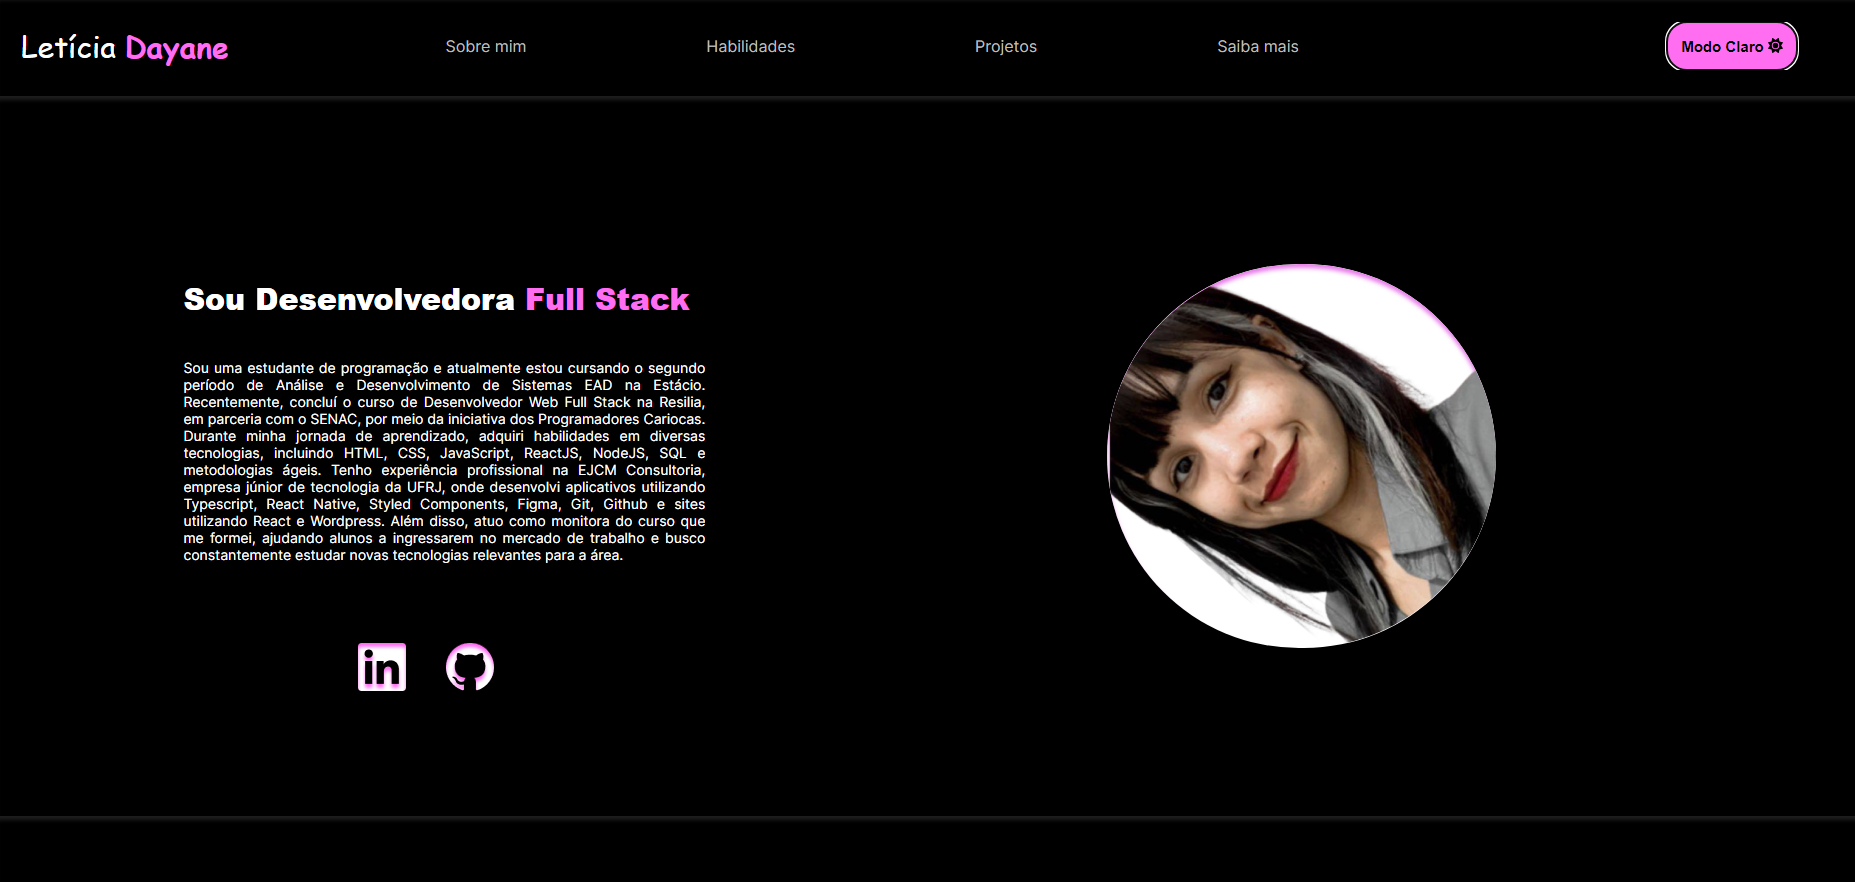 Letícia Dayane
Sobre mim
Habilidades
Projetos
Saiba mais
Modo Claro
Sou Desenvolvedora Full Stack
Sou uma estudante de programação e atualmente estou cursando o segundo
período de Análise e Desenvolvimento de Sistemas EAD na Estácio.
Recentemente, concluí o curso de Desenvolvedor Web Full Stack na Resilia,
em parceria com o SENAC, por meio da iniciativa dos Programadores Cariocas.
Durante minha jornada de aprendizado, adquiri habilidades em diversas
tecnologias, incluindo HTML, CSS, JavaScript, ReactJS, NodeJS, SQL e
metodologias ágeis. Tenho experiência profissional na EJCM Consultoria,
empresa júnior de tecnologia da UFRJ, onde desenvolvi aplicativos utilizando
Typescript, React Native, Styled Components, Figma, Git, Github e sites
utilizando React e Wordpress. Além disso, atuo como monitora do curso que
me formei, ajudando alunos a ingressarem no mercado de trabalho e busco
constantemente estudar novas tecnologias relevantes para a área.
in